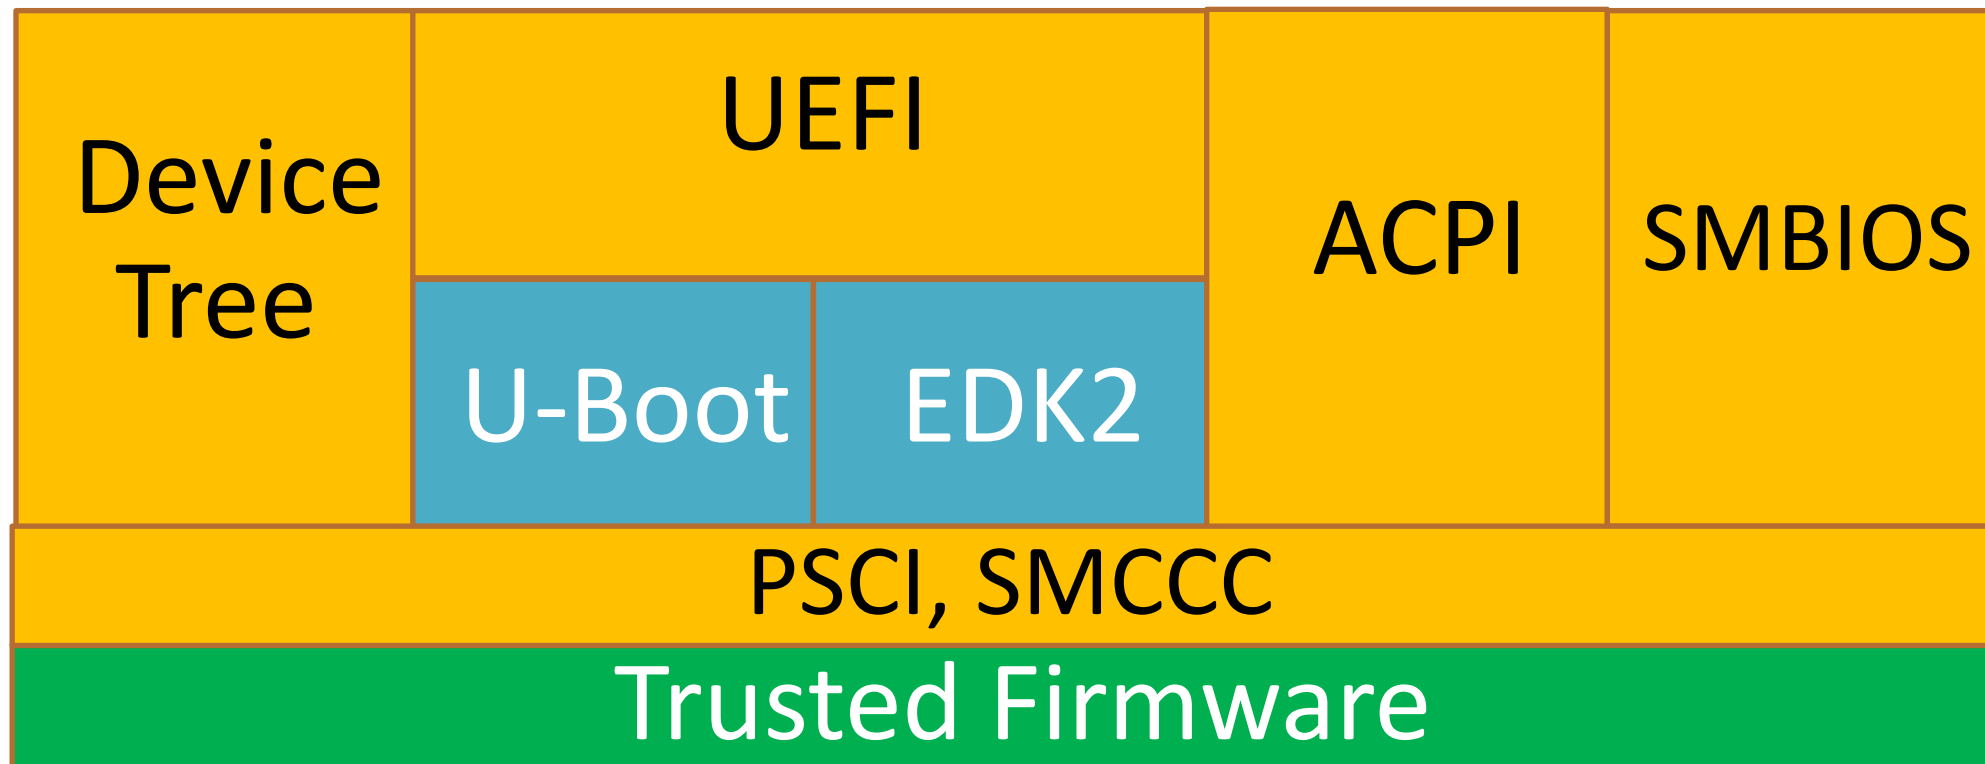 Device
Tree
UEFI
U-Boot
EDK2
ACPI
SMBIOS
PSCI, SMCCC
Trusted Firmware